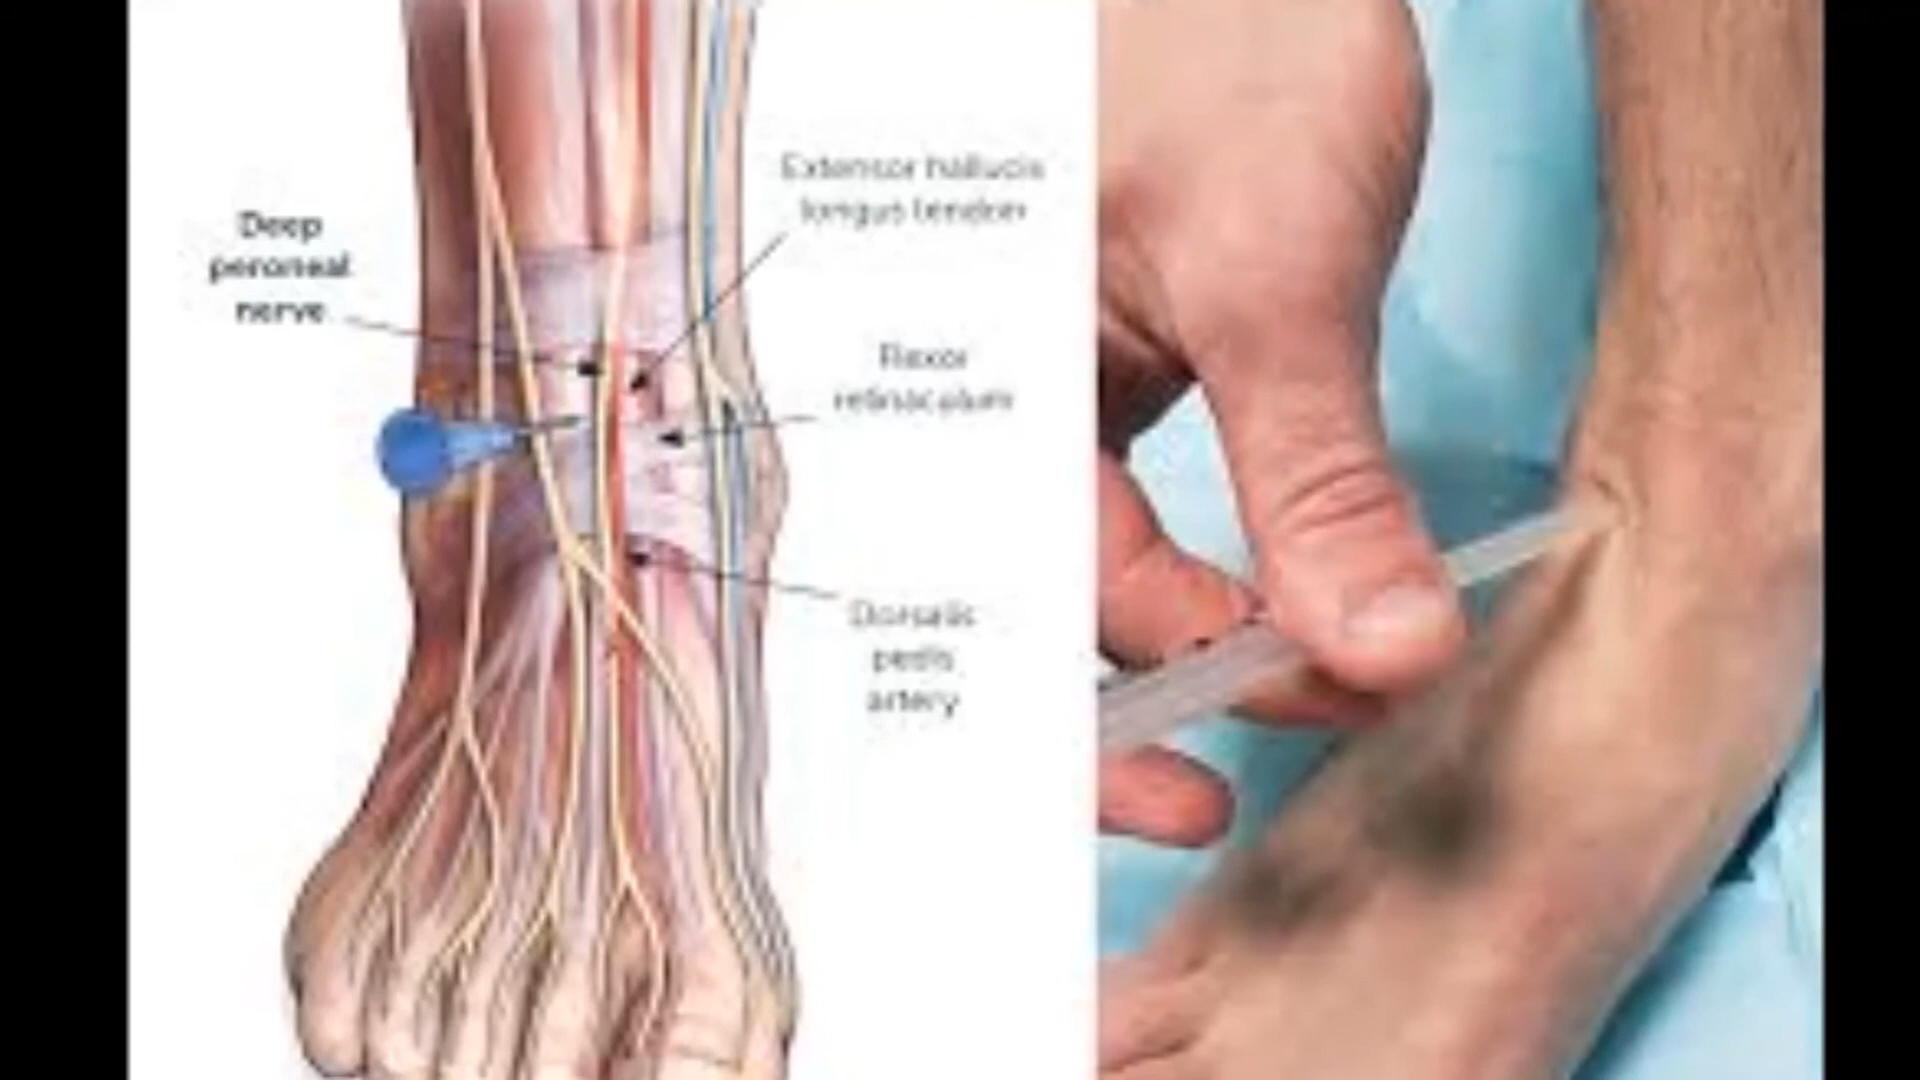 Deep
peroneal
nerve
Extensor hallucis
longus tendon
Flexor
retinaculum
Dorsalis
pedis
artery